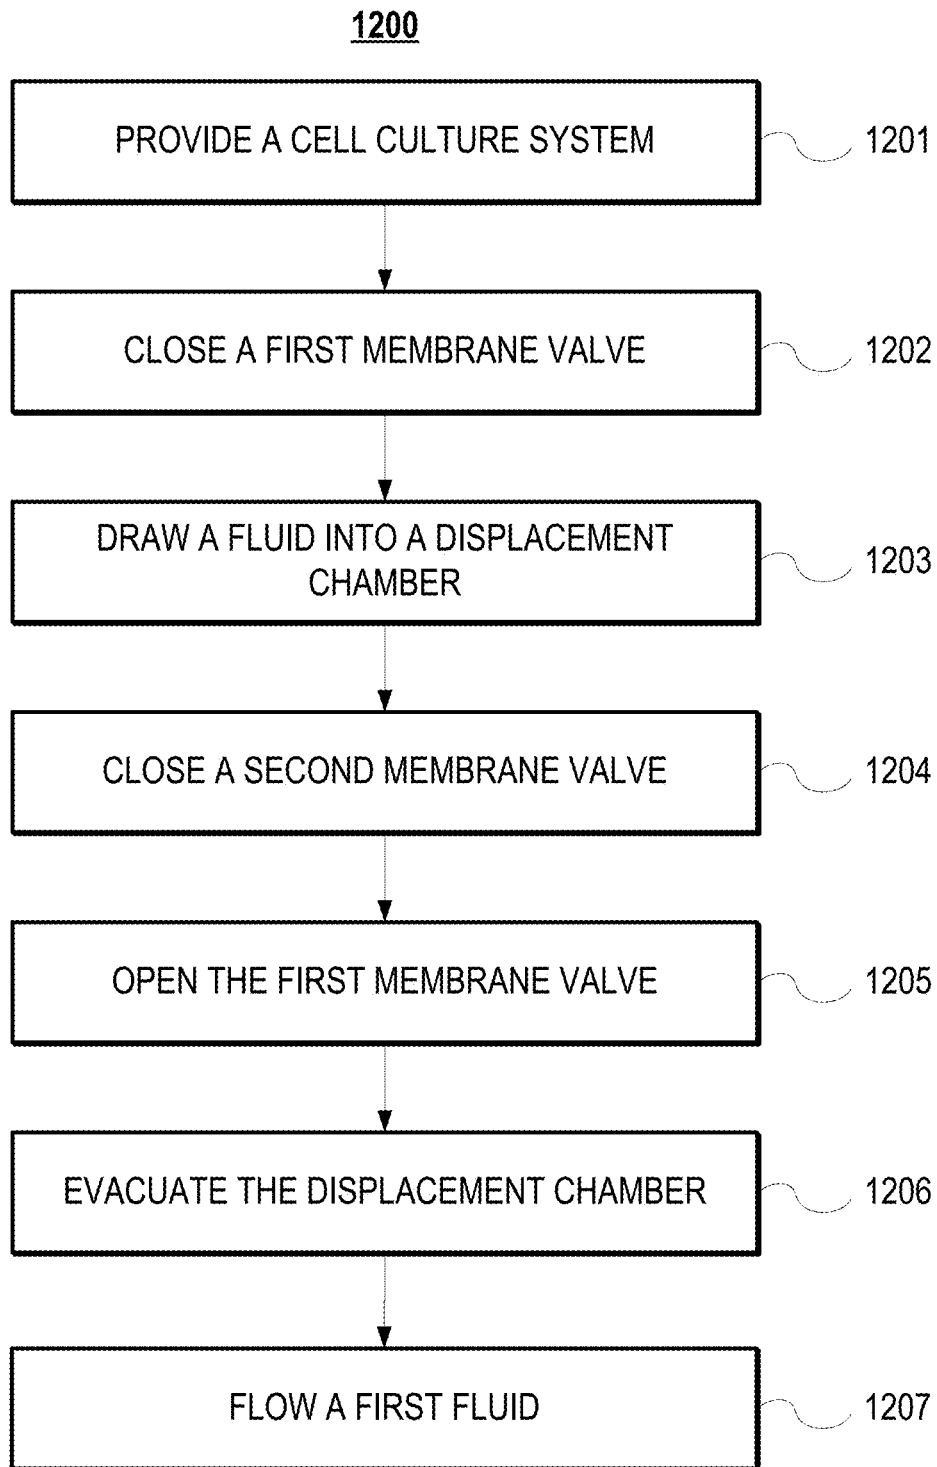 1200
PROVIDE A CELL CULTURE SYSTEM
1201
CLOSE A FIRST MEMBRANE VALVE
1202
DRAW A FLUID INTO A DISPLACEMENT
CHAMBER
1203
CLOSE A SECOND MEMBRANE VALVE
1204
OPEN THE FIRST MEMBRANE VALVE
1205
EVACUATE THE DISPLACEMENT CHAMBER
1206
FLOW A FIRST FLUID
1207